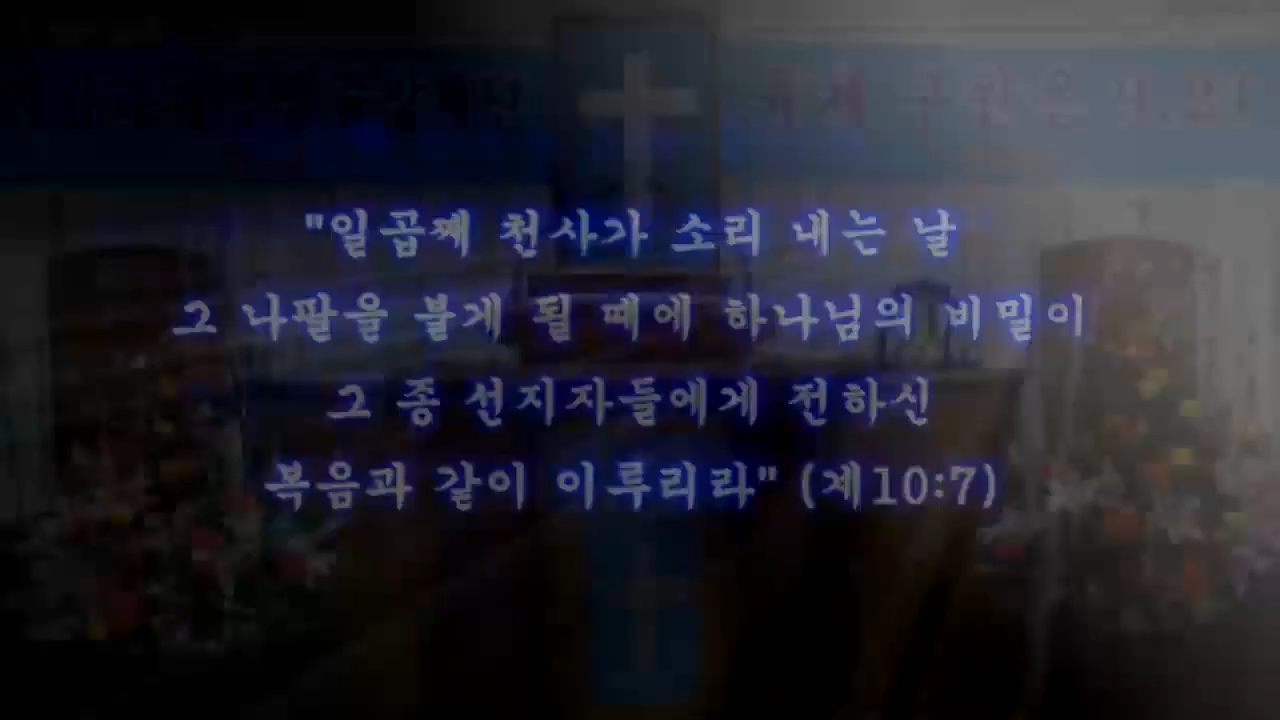 "일곱째 천사가 소리 내는 날
그 나팔을 불게 될 때에 하나님의 비밀이
그 종 선지자들에게 전하신
복음과 같이 이루리라" (계10:7)